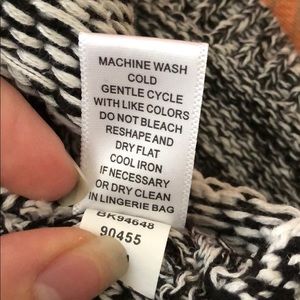 MACHINE WASH
COLD
GENTLE CYCLE
WITH LIKE COLORS
DO NOT BLEACH
RESHAPE AND
DRY FLAT
COOL IRON
IF NECESSARY
OR DRY CLEAN
IN LINGERIE BAG
BK94648
90455